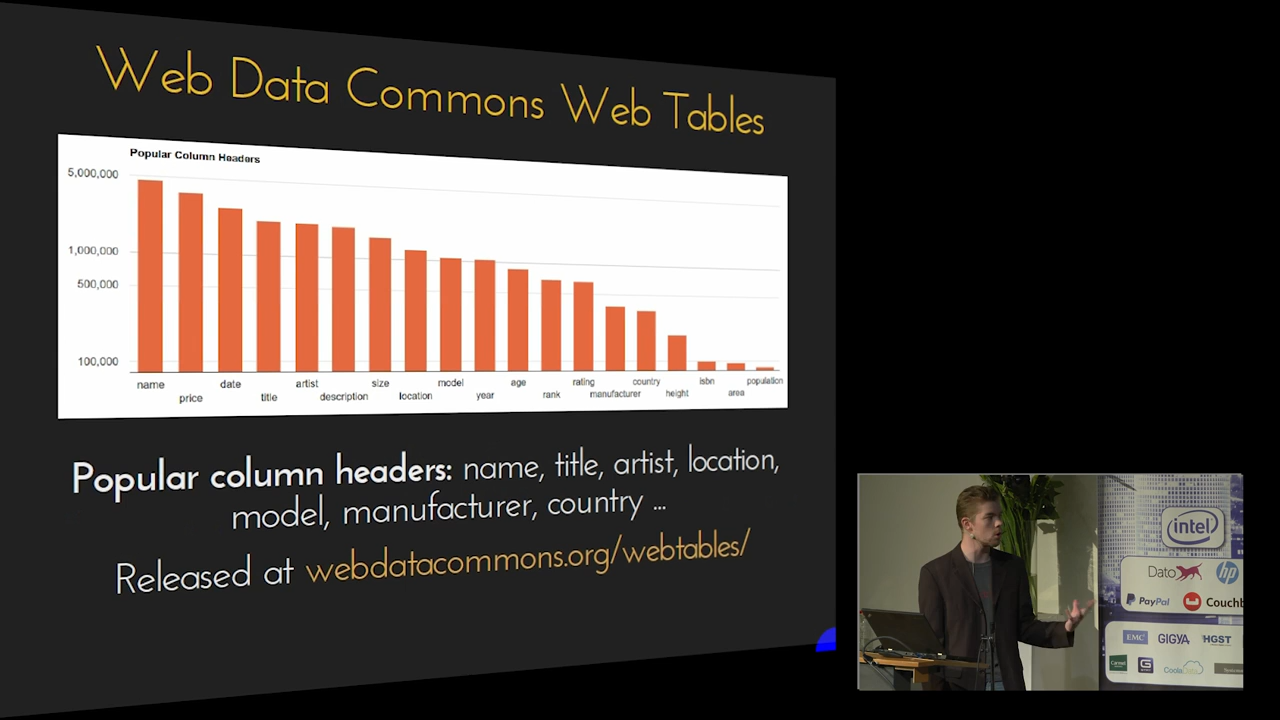 Web Data Commons Web Tables
Popular Column Headers
5,000,000
1,000,000
500,000
100,000
name
price
date
title
artist
description
size
location
model
year
age
rank
rating
manufacturer
country
height
isbn
area
population
Popular column headers: name, title, artist, location,
model, manufacturer, country ...
Released at webdatacommons.org/webtables/
intel
Dato
hp
PayPal
Couchb
EMC
GIGYA
HGST